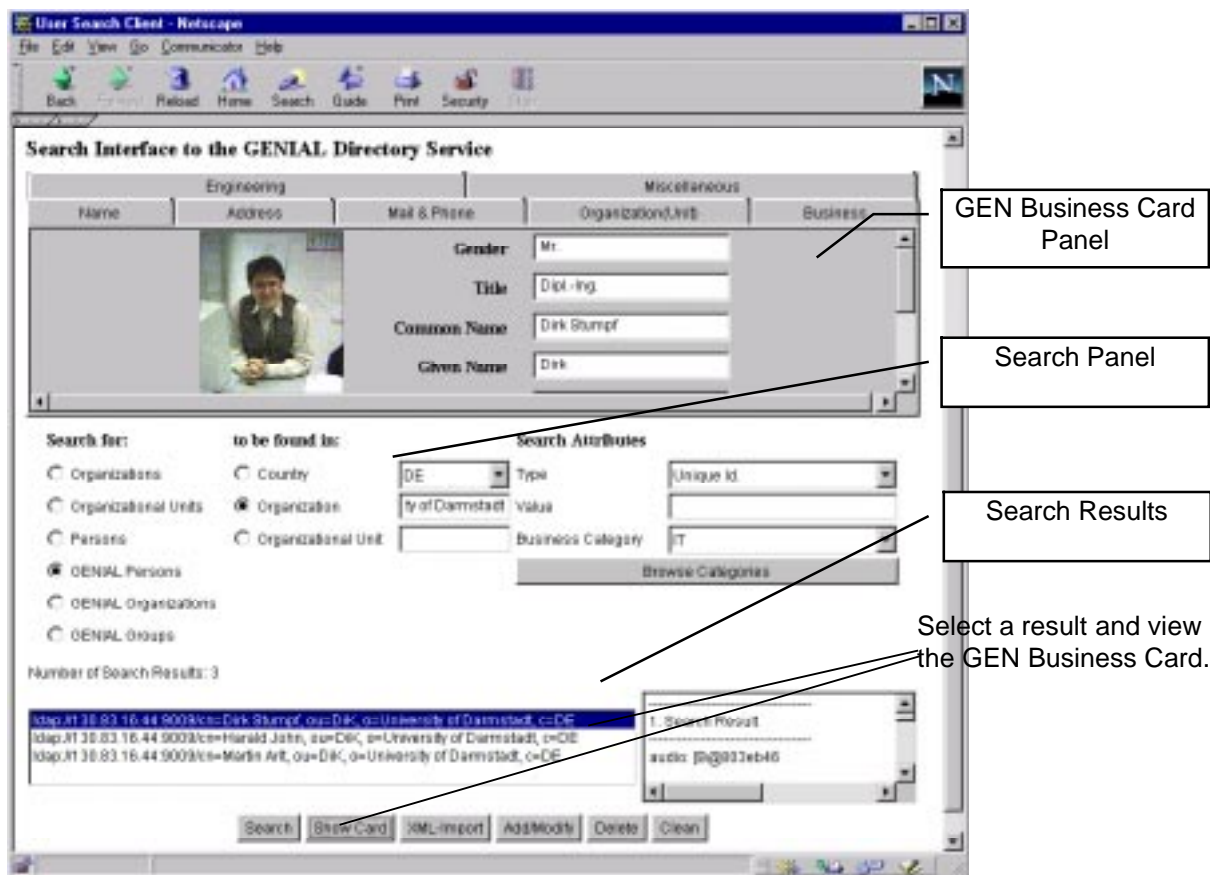 User Search Client - Netscape
File Edit View Go Communicator Help
Back Forward Reload Home Search Guide Print Security Stop
Search Interface to the GENIAL Directory Service
Engineering Miscellaneous
Name Address Mail & Phone Organization(Unit) Business
Gender Mr.
Title Dipl.-Ing.
Common Name Dirk Stumpf
Given Name Dirk
GEN Business Card
Panel
Search Panel
Search Results
Select a result and view
the GEN Business Card.
Search for: to be found in: Search Attributes
Organizations Country DE Type Unique Id.
Organizational Units Organization ty of Darmstadt Value
Persons Organizational Unit Business Category IT
GENIAL Persons Browse Categories
GENIAL Organizations
GENIAL Groups
Number of Search Results: 3
ldap://130.83.16.44:9009/cn=Dirk Stumpf, ou=DiK, o=University of Darmstadt, c=DE
ldap://130.83.16.44:9009/cn=Harald John, ou=DiK, o=University of Darmstadt, c=DE
ldap://130.83.16.44:9009/cn=Martin Arlt, ou=DiK, o=University of Darmstadt, c=DE
1. Search Result
audio: [B@803eb46
Search Show Card XML-Import Add/Modify Delete Clean